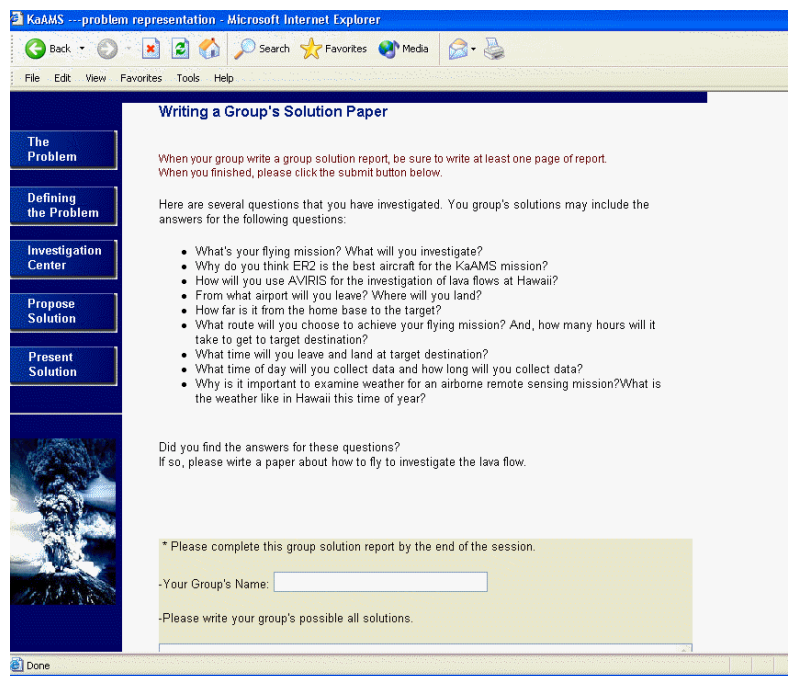 KaAMS ---problem representation - Microsoft Internet Explorer
Back Search Favorites Media
File Edit View Favorites Tools Help
Writing a Group's Solution Paper
The
Problem
Defining
the Problem
Investigation
Center
Propose
Solution
Present
Solution
When your group write a group solution report, be sure to write at least one page of report.
When you finished, please click the submit button below.
Here are several questions that you have investigated. You group's solutions may include the
answers for the following questions:
• What's your flying mission? What will you investigate?
• Why do you think ER2 is the best aircraft for the KaAMS mission?
• How will you use AVIRIS for the investigation of lava flows at Hawaii?
• From what airport will you leave? Where will you land?
• How far is it from the home base to the target?
• What route will you choose to achieve your flying mission? And, how many hours will it
take to get to target destination?
• What time will you leave and land at target destination?
• What time of day will you collect data and how long will you collect data?
• Why is it important to examine weather for an airborne remote sensing mission?What is
the weather like in Hawaii this time of year?
Did you find the answers for these questions?
If so, please wirte a paper about how to fly to investigate the lava flow.
* Please complete this group solution report by the end of the session.
-Your Group's Name:
-Please write your group's possible all solutions.
Done